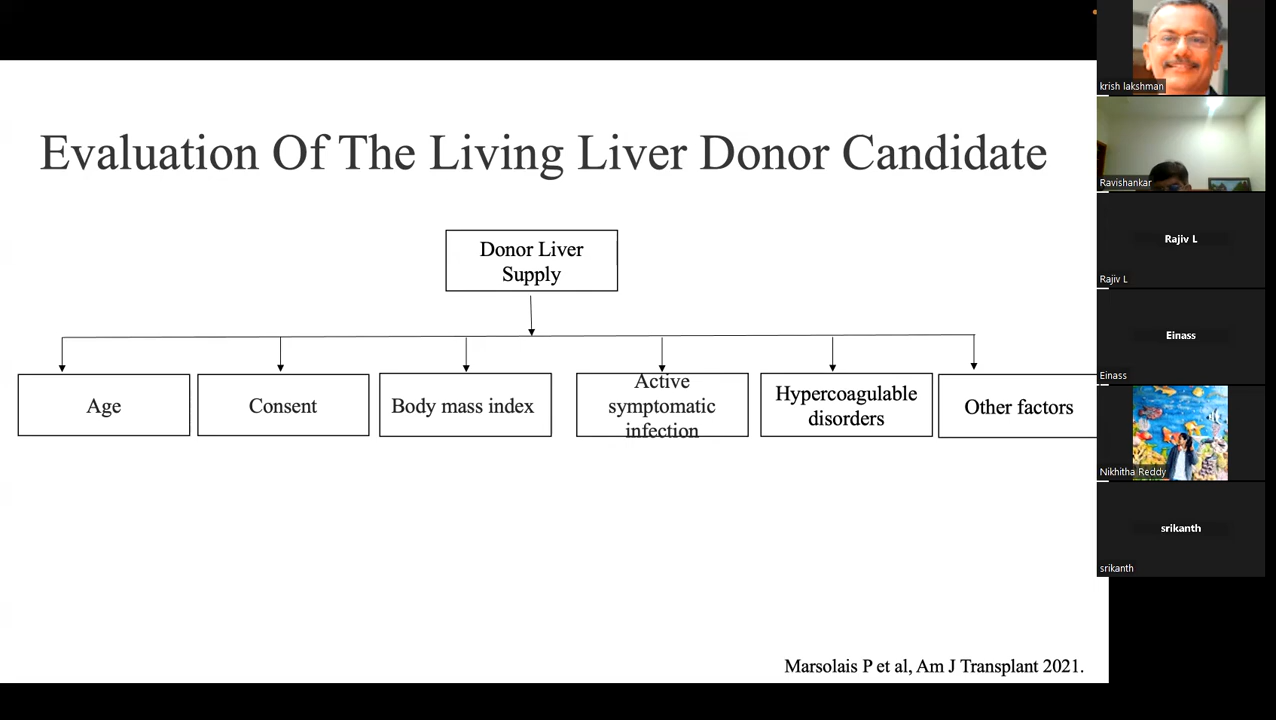 Evaluation Of The Living Liver Donor Candidate
Donor Liver
Supply
Age
Consent
Body mass index
Active
symptomatic
infection
Hypercoagulable
disorders
Other factors
Marsolais P et al, Am J Transplant 2021.
krish lakshman
Ravishankar
Rajiv L
Rajiv L
Einass
Einass
Nikhitha Reddy
srikanth
srikanth